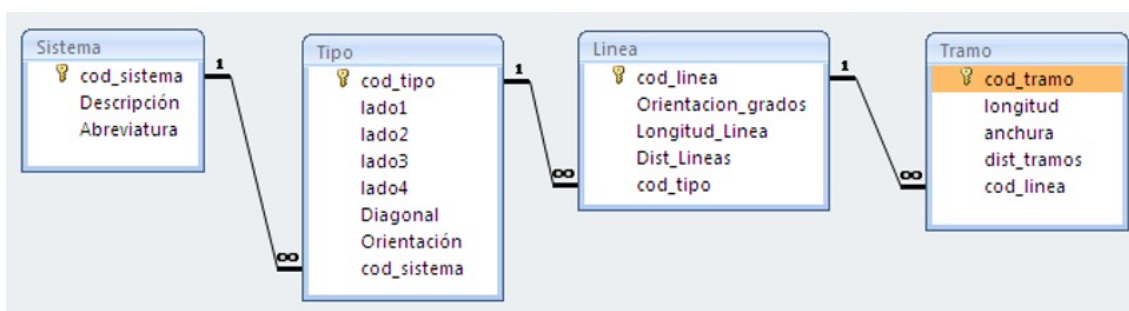 Sistema
cod_sistema
Descripción
Abreviatura
1
∞
Tipo
cod_tipo
lado1
lado2
lado3
lado4
Diagonal
Orientación
cod_sistema
1
∞
Linea
cod_linea
Orientacion_grados
Longitud_Linea
Dist_Lineas
cod_tipo
1
∞
Tramo
cod_tramo
longitud
anchura
dist_tramos
cod_linea